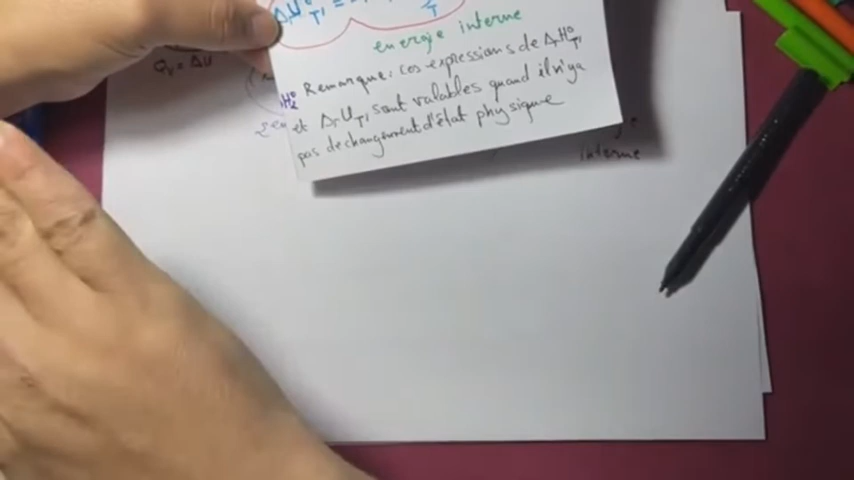 énergie interne
Remarque: ces expressions de ΔrH°T'
et ΔrUT', sont valables quand il n'y a
pas de changement d'état physique
Qv = ΔU
interne